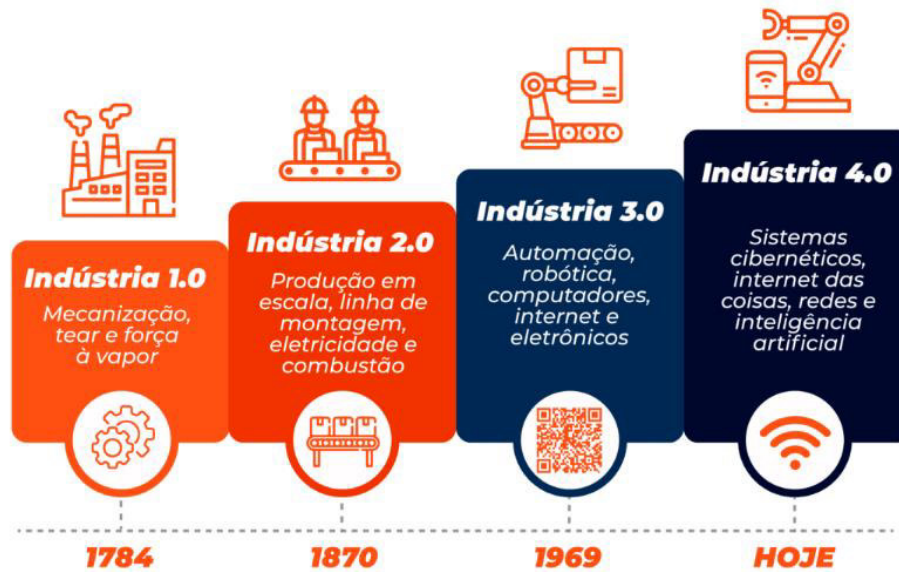 Indústria 1.0
Mecanização,
tear e força
à vapor
1784
Indústria 2.0
Produção em
escala, linha de
montagem,
eletricidade e
combustão
1870
Indústria 3.0
Automação,
robótica,
computadores,
internet e
eletrônicos
1969
Indústria 4.0
Sistemas
cibernéticos,
internet das
coisas, redes e
inteligência
artificial
HOJE